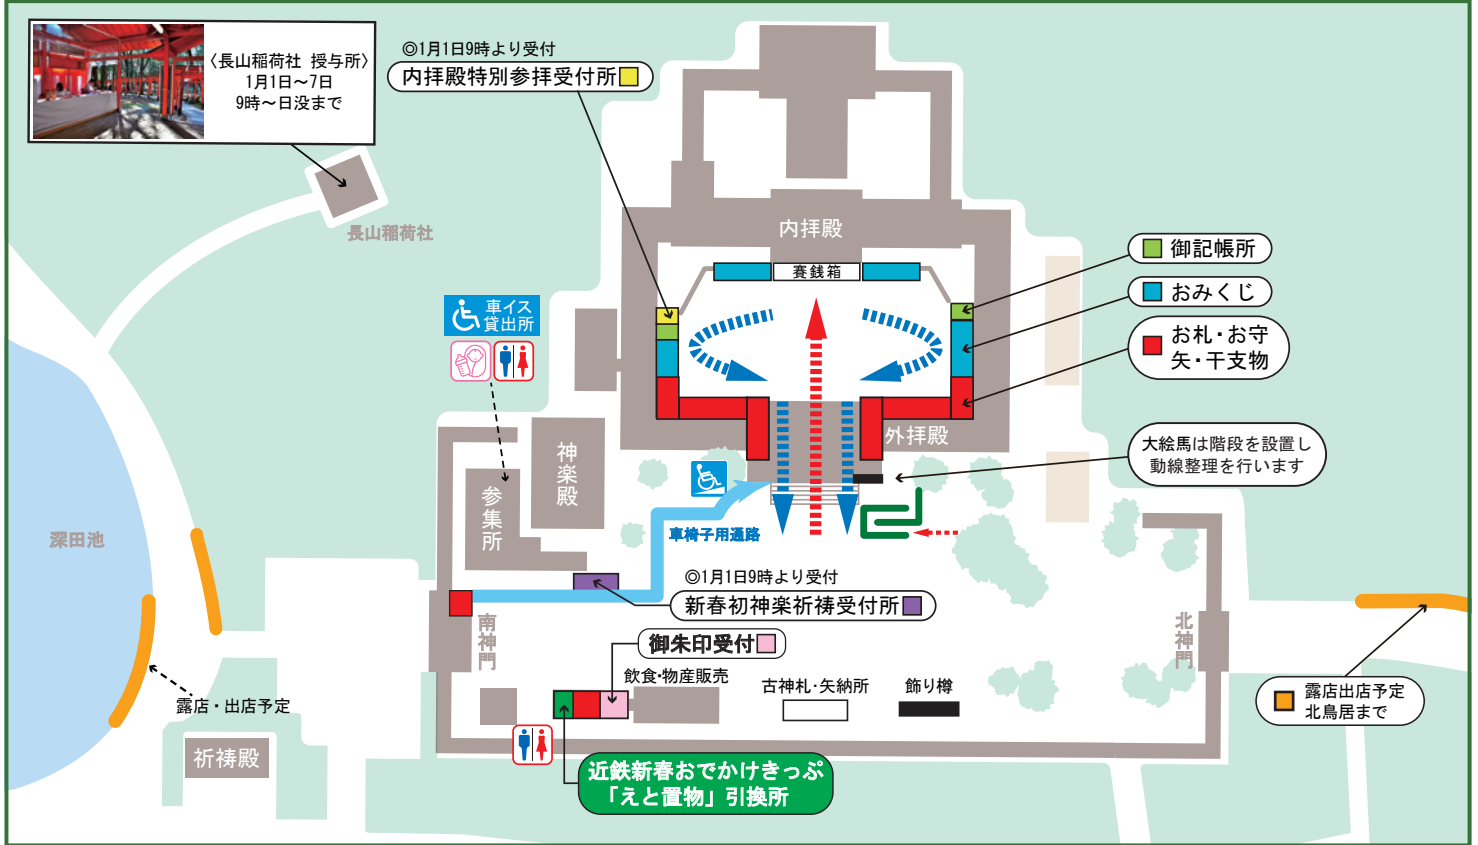 〈長山稲荷社 授与所〉
1月1日～7日
9時～日没まで
長山稲荷社
◎1月1日9時より受付
内拝殿特別参拝受付所
内拝殿
賽銭箱
御記帳所
おみくじ
お札・お守
矢・干支物
車イス
貸出所
外拝殿
大絵馬は階段を設置し
動線整理を行います
神楽殿
参集所
車椅子用通路
深田池
◎1月1日9時より受付
新春初神楽祈祷受付所
南神門
北神門
御朱印受付
飲食・物産販売
古神札・矢納所
飾り樽
露店・出店予定
露店出店予定
北鳥居まで
祈祷殿
近鉄新春おでかけきっぷ
「えと置物」引換所